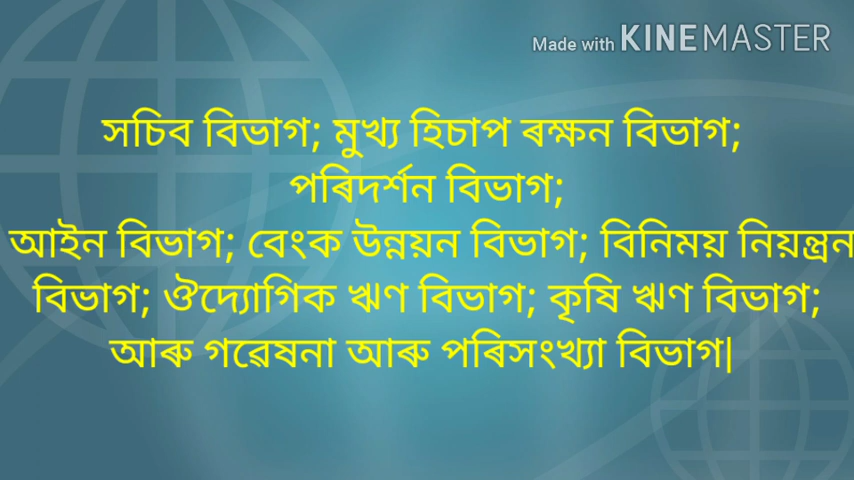 Made with KINEMASTER
সচিব বিভাগ; মুখ্য হিচাপ ৰক্ষন বিভাগ;
পৰিদৰ্শন বিভাগ;
আইন বিভাগ; বেংক উন্নয়ন বিভাগ; বিনিময় নিয়ন্ত্ৰন
বিভাগ; ঔদ্যোগিক ঋণ বিভাগ; কৃষি ঋণ বিভাগ;
আৰু গৱেষনা আৰু পৰিসংখ্যা বিভাগ|